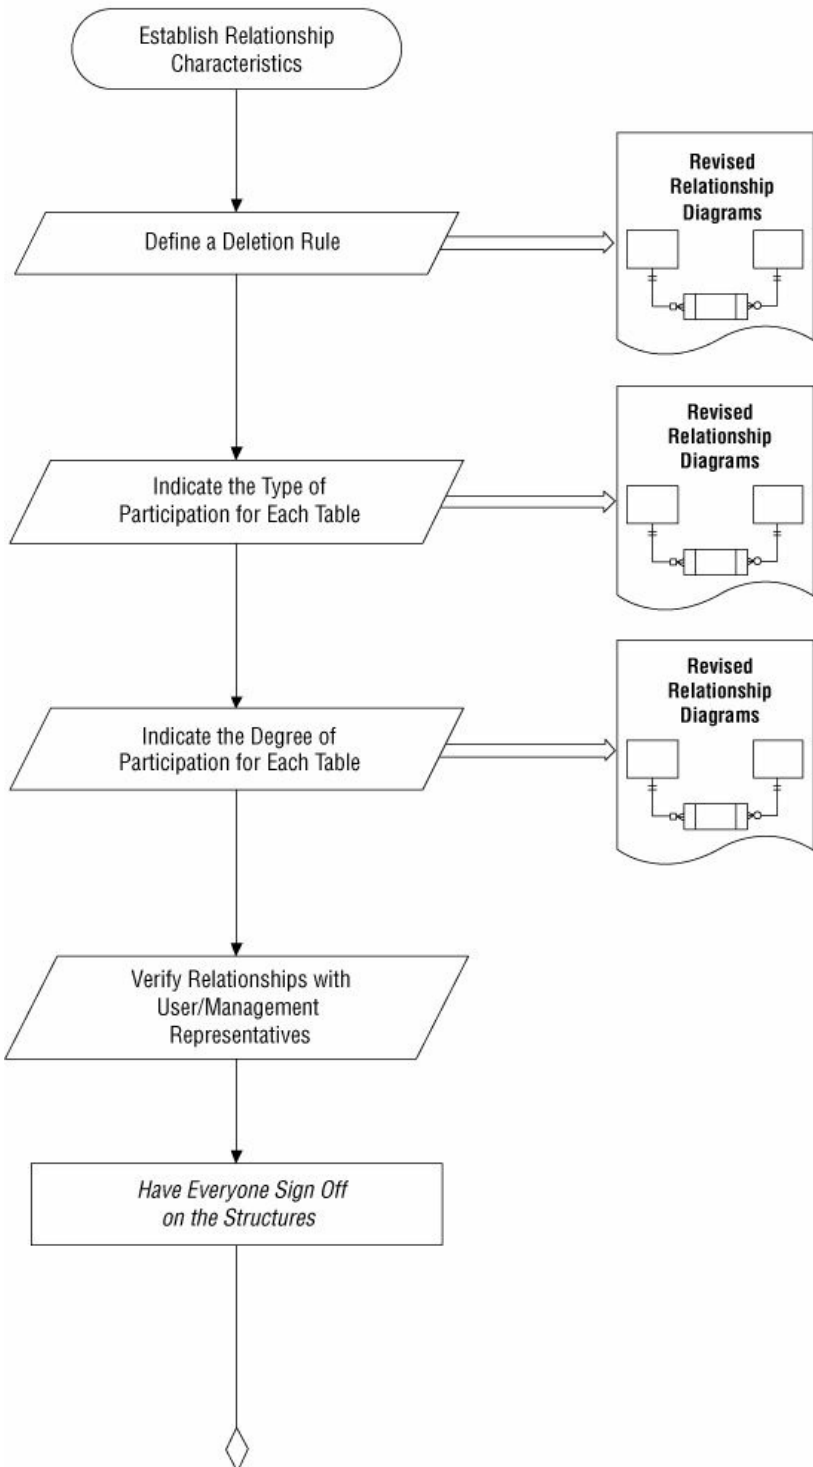 Establish Relationship
Characteristics
Revised
Relationship
Diagrams
Define a Deletion Rule
Revised
Relationship
Diagrams
Indicate the Type of
Participation for Each Table
Revised
Relationship
Diagrams
Indicate the Degree of
Participation for Each Table
Verify Relationships with
User/Management
Representatives
Have Everyone Sign Off
on the Structures